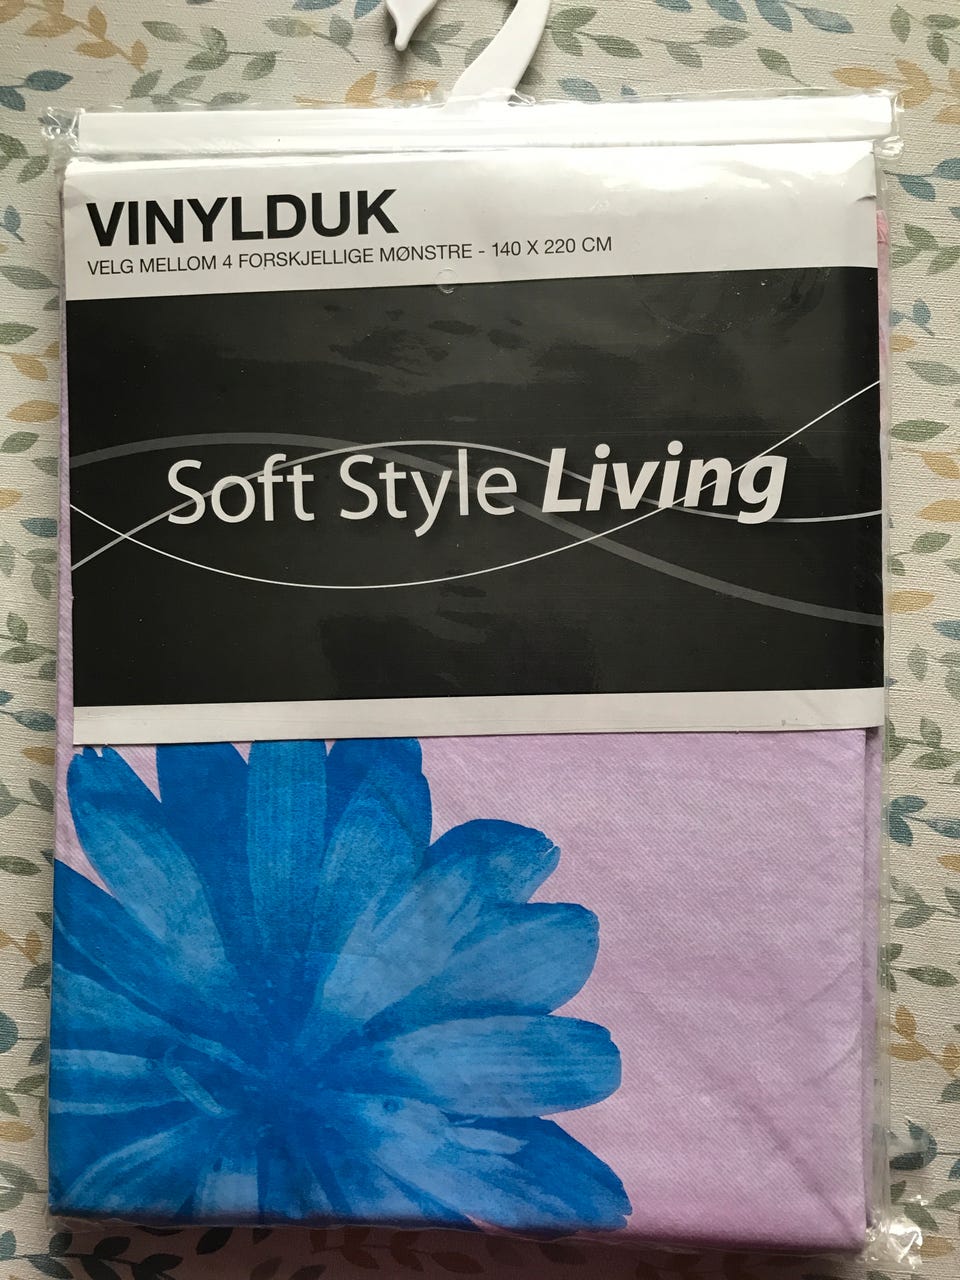 VINYLDUK
VELG MELLOM 4 FORSKJELLIGE MØNSTRE - 140 X 220 CM
Soft Style Living